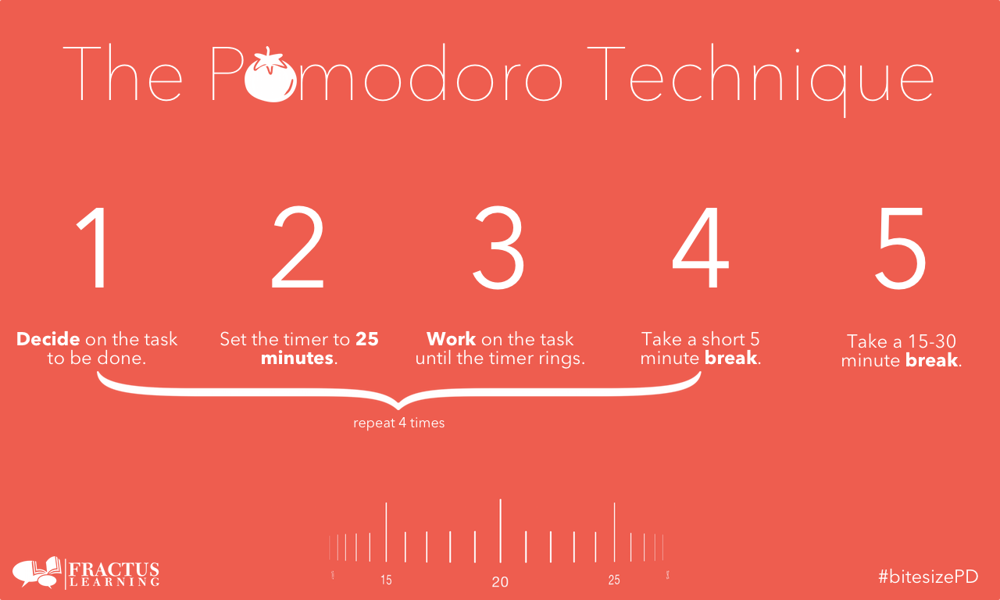 The Pomodoro Technique
1
2
3
4
5
Decide on the task
to be done.
Set the timer to 25
minutes.
Work on the task
until the timer rings.
Take a short 5
minute break.
Take a 15-30
minute break.
repeat 4 times
15
20
25
FRACTUS
LEARNING
#bitesizePD